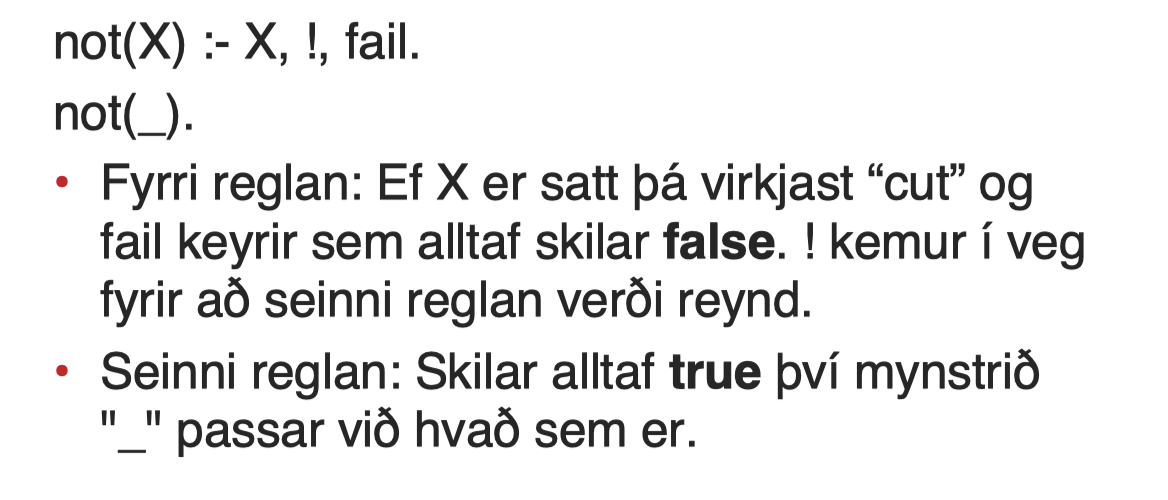 not(X) :- X, !, fail.
not(_).
• Fyrri reglan: Ef X er satt þá virkjast “cut” og
fail keyrir sem alltaf skilar false. ! kemur í veg
fyrir að seinni reglan verði reynd.
• Seinni reglan: Skilar alltaf true því mynstrið
"_" passar við hvað sem er.